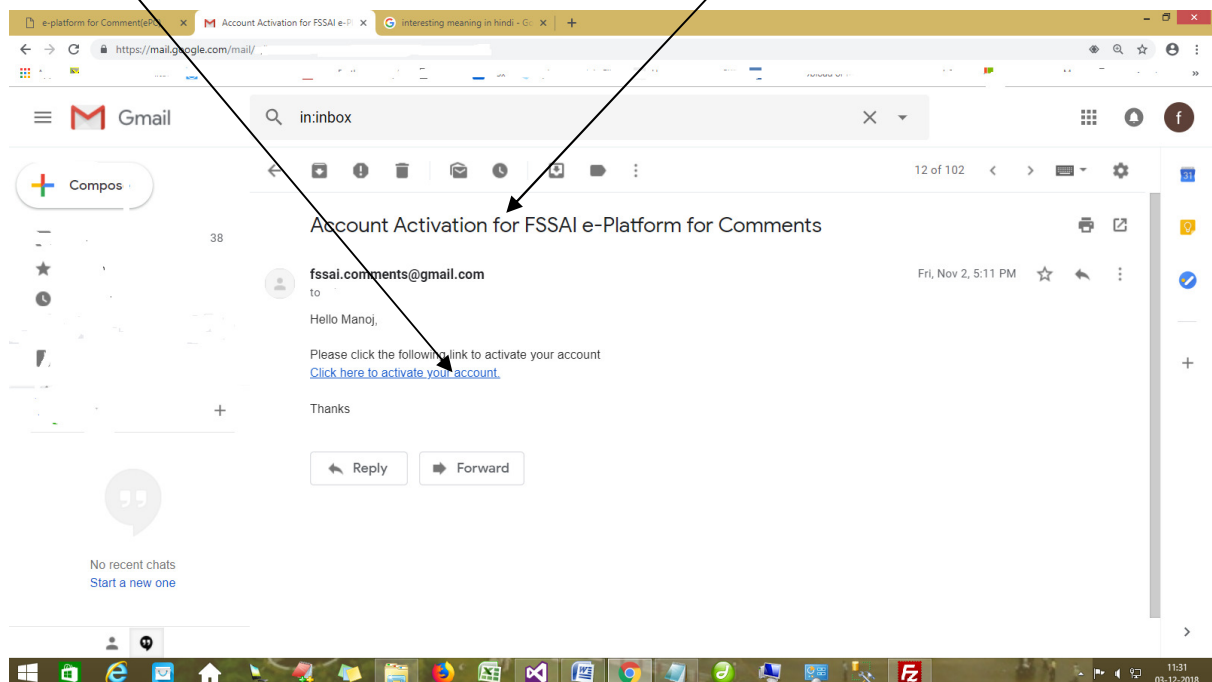 e-platform for Comment(ePC)
Account Activation for FSSAI e-Pl
interesting meaning in hindi - Go
https://mail.google.com/mail/
Gmail
in:inbox
f
Compos
12 of 102
31
38
Account Activation for FSSAI e-Platform for Comments
fssai.comments@gmail.com
Fri, Nov 2, 5:11 PM
to
Hello Manoj,
Please click the following link to activate your account
Click here to activate your account.
Thanks
Reply
Forward
No recent chats
Start a new one
11:31
03-12-2018